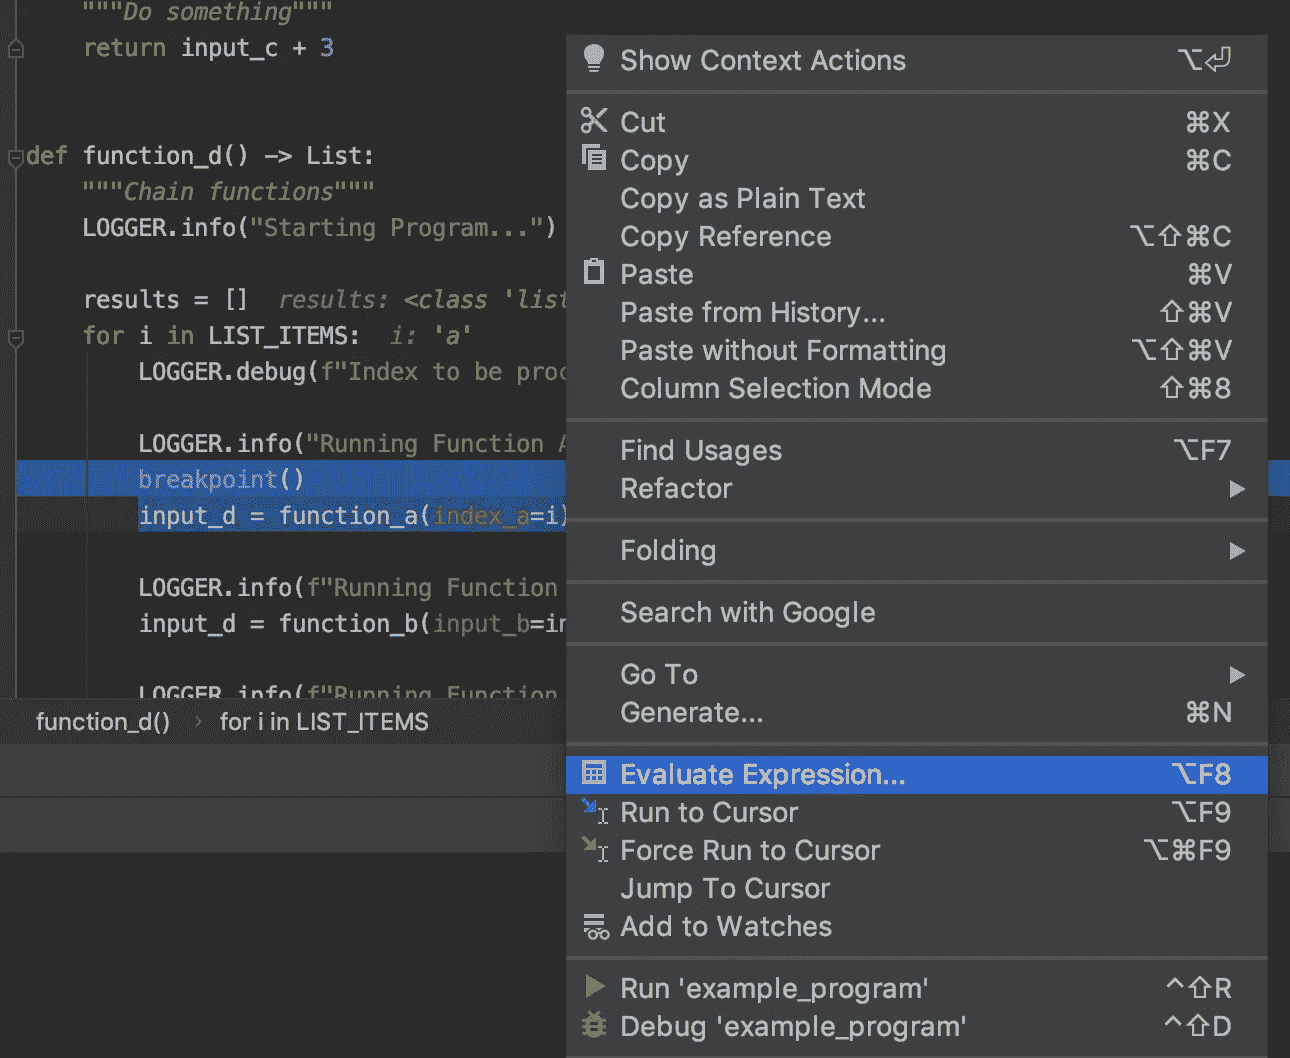 """Do something"""
return input_c + 3
def function_d() -> List:
"""Chain functions"""
LOGGER.info("Starting Program...")
results = [] results: <class 'list
for i in LIST_ITEMS: i: 'a'
LOGGER.debug(f"Index to be proc
LOGGER.info("Running Function A
breakpoint()
input_d = function_a(index_a=i)
LOGGER.info(f"Running Function
input_d = function_b(input_b=in
LOGGER.info(f"Running Function
function_d() › for i in LIST_ITEMS
Show Context Actions ⌥⏎
Cut ⌘X
Copy ⌘C
Copy as Plain Text
Copy Reference ⌥⇧⌘C
Paste ⌘V
Paste from History... ⇧⌘V
Paste without Formatting ⌥⇧⌘V
Column Selection Mode ⇧⌘8
Find Usages ⌥F7
Refactor ▶
Folding ▶
Search with Google
Go To ▶
Generate... ⌘N
Evaluate Expression... ⌥F8
Run to Cursor ⌥F9
Force Run to Cursor ⌥⌘F9
Jump To Cursor
Add to Watches
Run 'example_program' ^⇧R
Debug 'example_program' ^⇧D